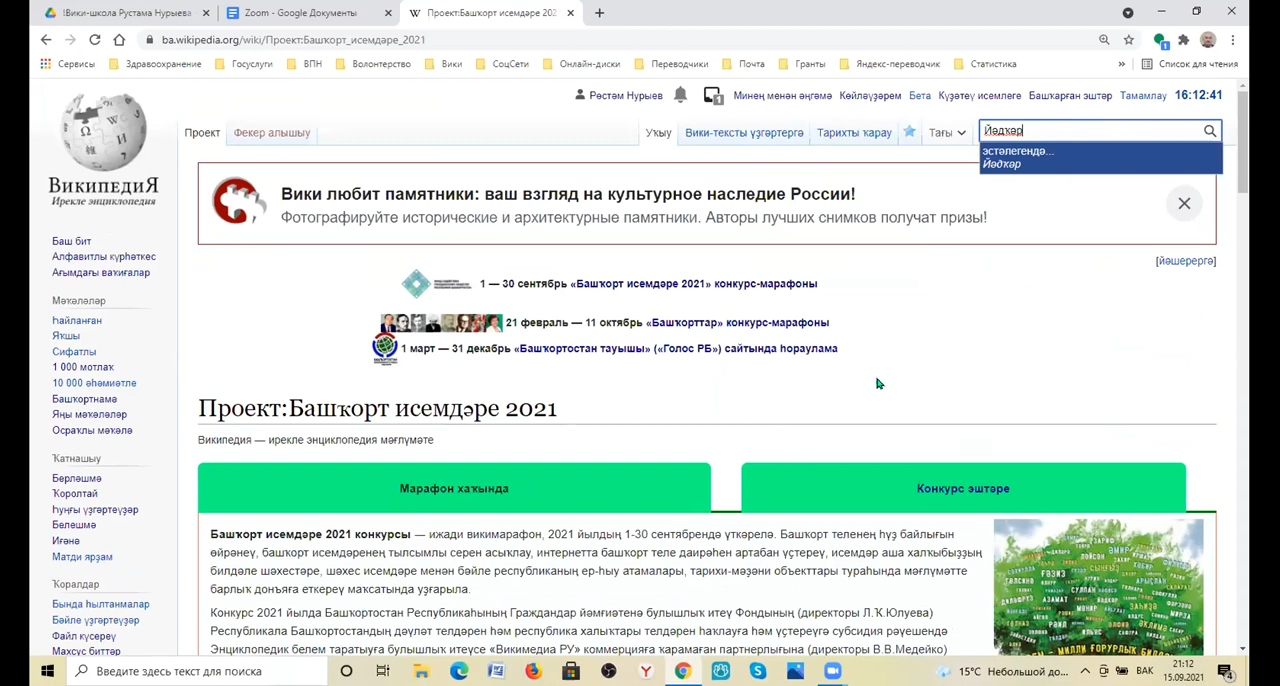 !Вики-школа Рустама Нурыева
Zoom - Google Документы
Проект:Башҡорт исемдәре 202
ba.wikipedia.org/wiki/Проект:Башҡорт_исемдәре_2021
Сервисы Здравоохранение Госуслуги ВПН Волонтерство Вики СоцСети Онлайн-диски Переводчики Почта Гранты Яндекс-переводчик Статистика » Список для чтения
Рөстәм Нурыев 1 Минең менән әңгәмә Көйләүҙәрем Бета Күҙәтеү исемлеге Башҡарған эштәр Тамамлау 16:12:41
Проект Фекер алышыу Уҡыу Вики-тексты үҙгәртергә Тарихты ҡарау Тағы Йәдҡәр
эстәлегендә...
Йәдҡәр
ВикипедиЯ
Ирекле энциклопедия
Баш бит
Алфавитлы күрһәткес
Ағымдағы ваҡиғалар
Мәҡәләләр
Һайланған
Яҡшы
Сифатлы
1 000 мотлаҡ
10 000 әһәмиәтле
Башҡортнамә
Яңы мәҡәләләр
Осраҡлы мәҡәлә
Ҡатнашыу
Берләшмә
Ҡоролтай
Һуңғы үҙгәртеүҙәр
Белешмә
Иғәнә
Матди ярҙам
Ҡоралдар
Бында һылтанмалар
Бәйле үҙгәртеүҙәр
Файл күсереү
Махсус биттәр
Вики любит памятники: ваш взгляд на культурное наследие России!
Фотографируйте исторические и архитектурные памятники. Авторы лучших снимков получат призы!
[йәшерергә]
1 — 30 сентябрь «Башҡорт исемдәре 2021» конкурс-марафоны
21 февраль — 11 октябрь «Башҡорттар» конкурс-марафоны
1 март — 31 декабрь «Башҡортостан тауышы» («Голос РБ») сайтында һораулама
Проект:Башҡорт исемдәре 2021
Википедия — ирекле энциклопедия мәғлүмәте
Марафон хаҡында
Конкурс эштәре
Башҡорт исемдәре 2021 конкурсы — ижади викимарафон, 2021 йылдың 1-30 сентябрендә үткәрелә. Башҡорт теленең һүҙ байлығын
өйрәнеү, башҡорт исемдәренең тылсымлы серен асыҡлау, интернетта башҡорт теле даирәһен артабан үҫтереү, исемдәр аша халҡыбыҙҙың
билдәле шәхестәре, шәхес исемдәре менән бәйле республиканың ер-һыу атамалары, тарихи-мәҙәни объекттары тураһында мәғлүмәтте
барлыҡ донъяға еткереү маҡсатында уҙғарыла.
Конкурс 2021 йылда Башҡортостан Республикаһының Граждандар йәмғиәтенә булышлыҡ итеү Фондының (директоры Л.Ҡ.Юлуева)
Республикала Башҡортостандың дәүләт телдәрен һәм республика халыҡтары телдәрен һаҡлауға һәм үҫтереүгә субсидия рәүешендә
Энциклопедик белем таратыуға булышлыҡ итеүсе «Викимедиа РУ» коммерцияға ҡарамаған партнерлығына (директоры В.В.Медейко)
Введите здесь текст для поиска
15°C Небольшой до... ВАК 21:12
15.09.2021
4